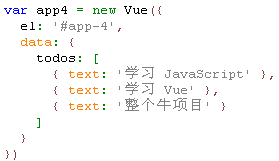 var app4 = new Vue({
  el: '#app-4',
  data: {
    todos: [
      { text: '学习 JavaScript' },
      { text: '学习 Vue' },
      { text: '整个牛项目' }
    ]
  }
})